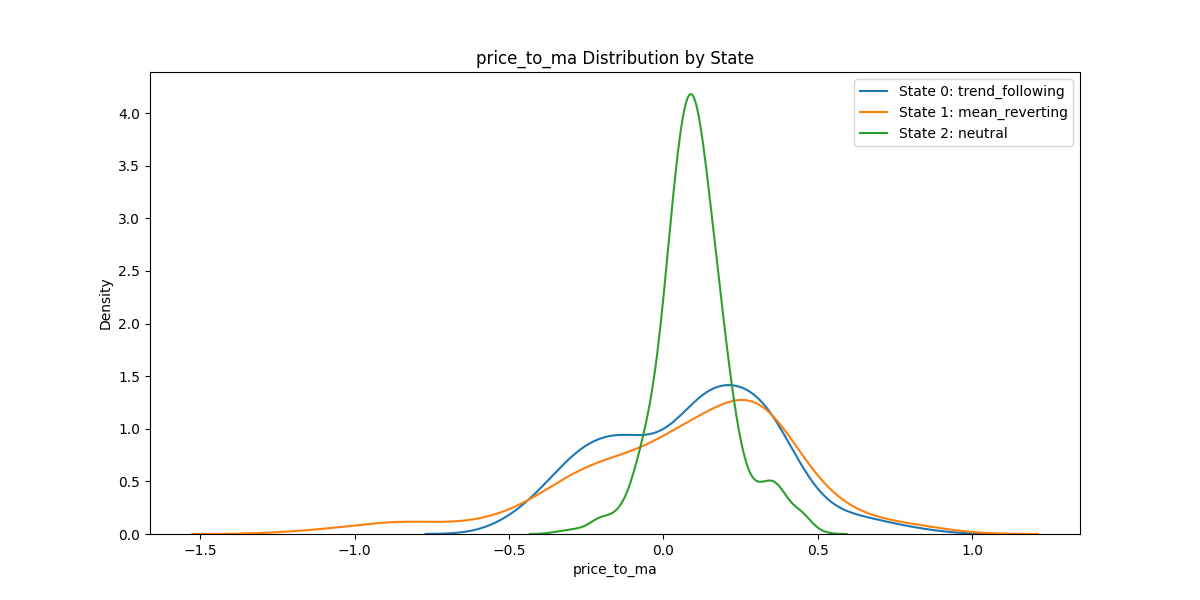 price_to_ma Distribution by State
State 0: trend_following
State 1: mean_reverting
State 2: neutral
Density
4.0
3.5
3.0
2.5
2.0
1.5
1.0
0.5
0.0
−1.5
−1.0
−0.5
0.0
0.5
1.0
price_to_ma